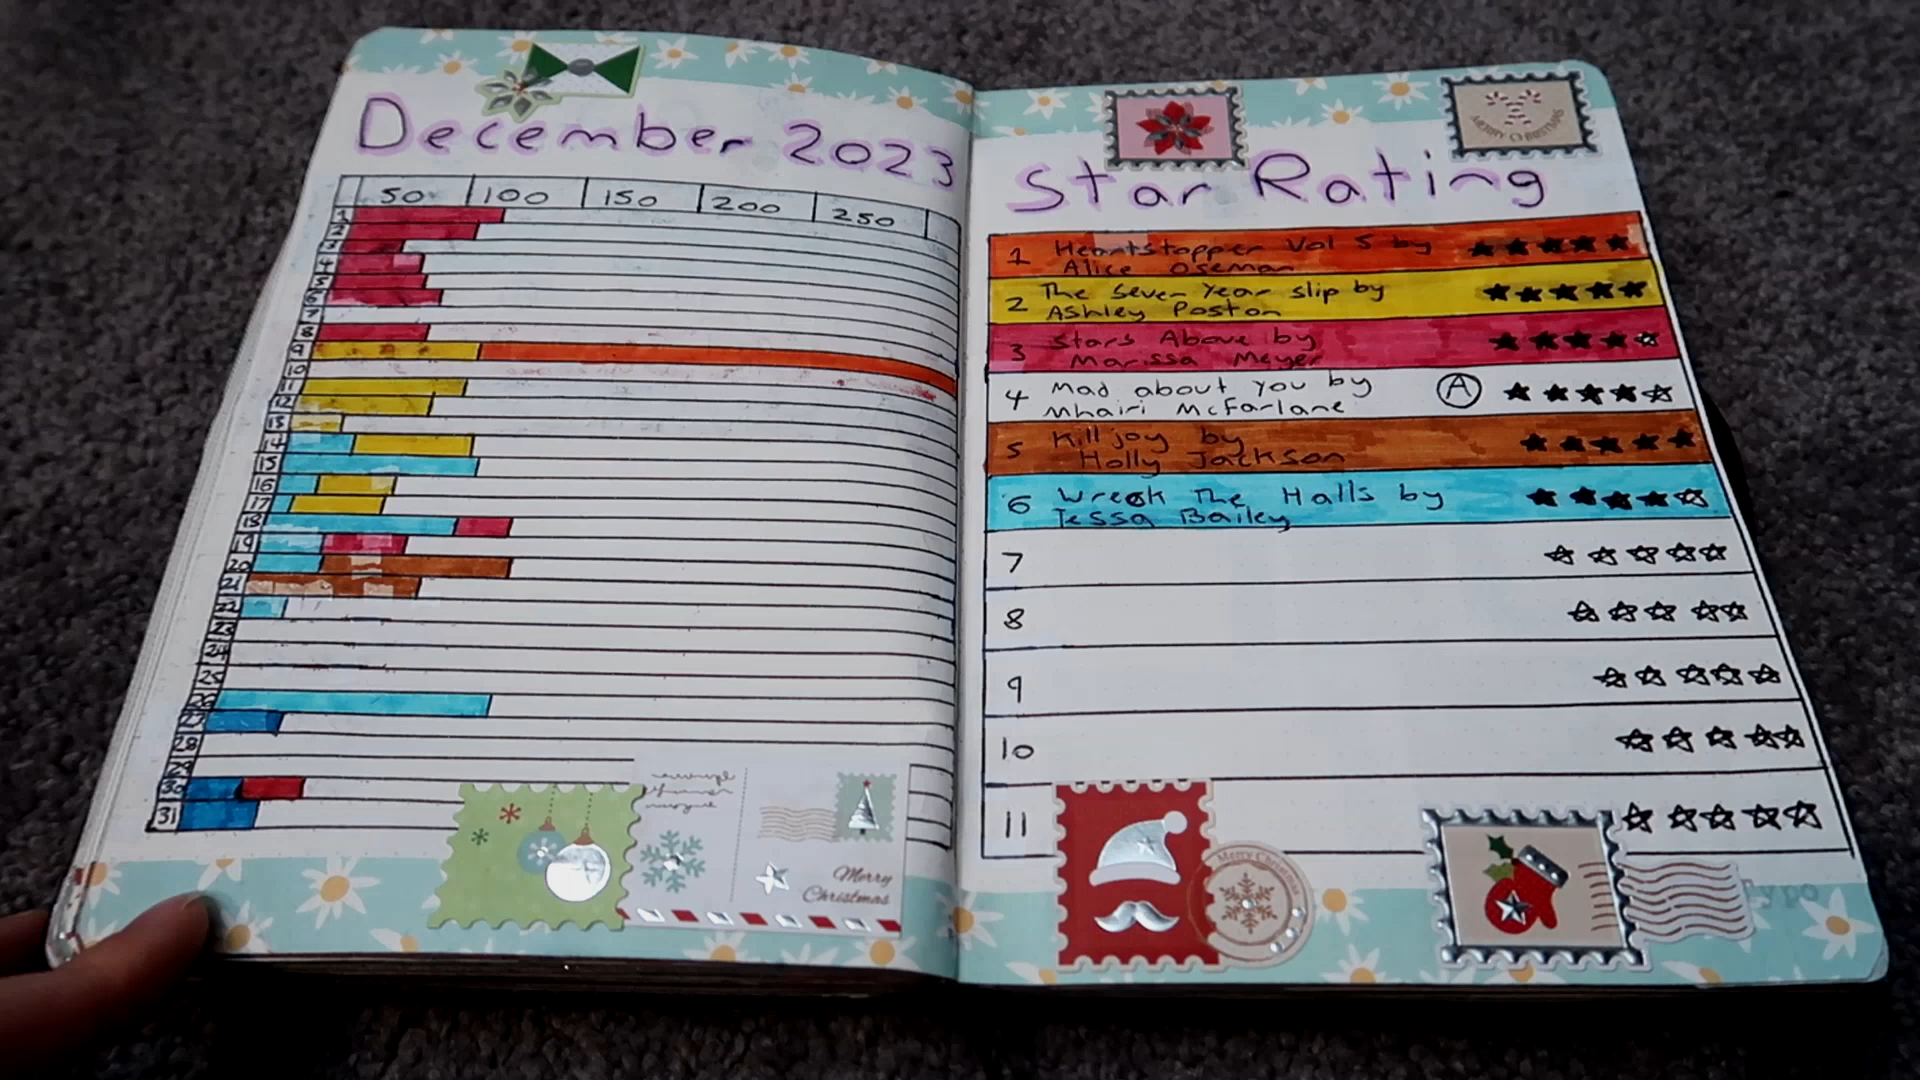 December 2023
50 100 150 200 250
1
2
3
4
5
6
7
8
9
10
11
12
13
14
15
16
17
18
19
20
21
22
23
24
25
26
27
28
29
30
31
Merry
Christmas
MERRY CHRISTMAS
Star Rating
1 Heartstopper Vol 5 by
Alice Oseman
2 The Seven Year slip by
Ashley Poston
3 Stars Above by
Marissa Meyer
4 Mad about you by A
Mhairi McFarlane
5 Killjoy by
Holly Jackson
6 Wreck The Halls by
Tessa Bailey
7
8
9
10
11
Merry Christmas
Typo